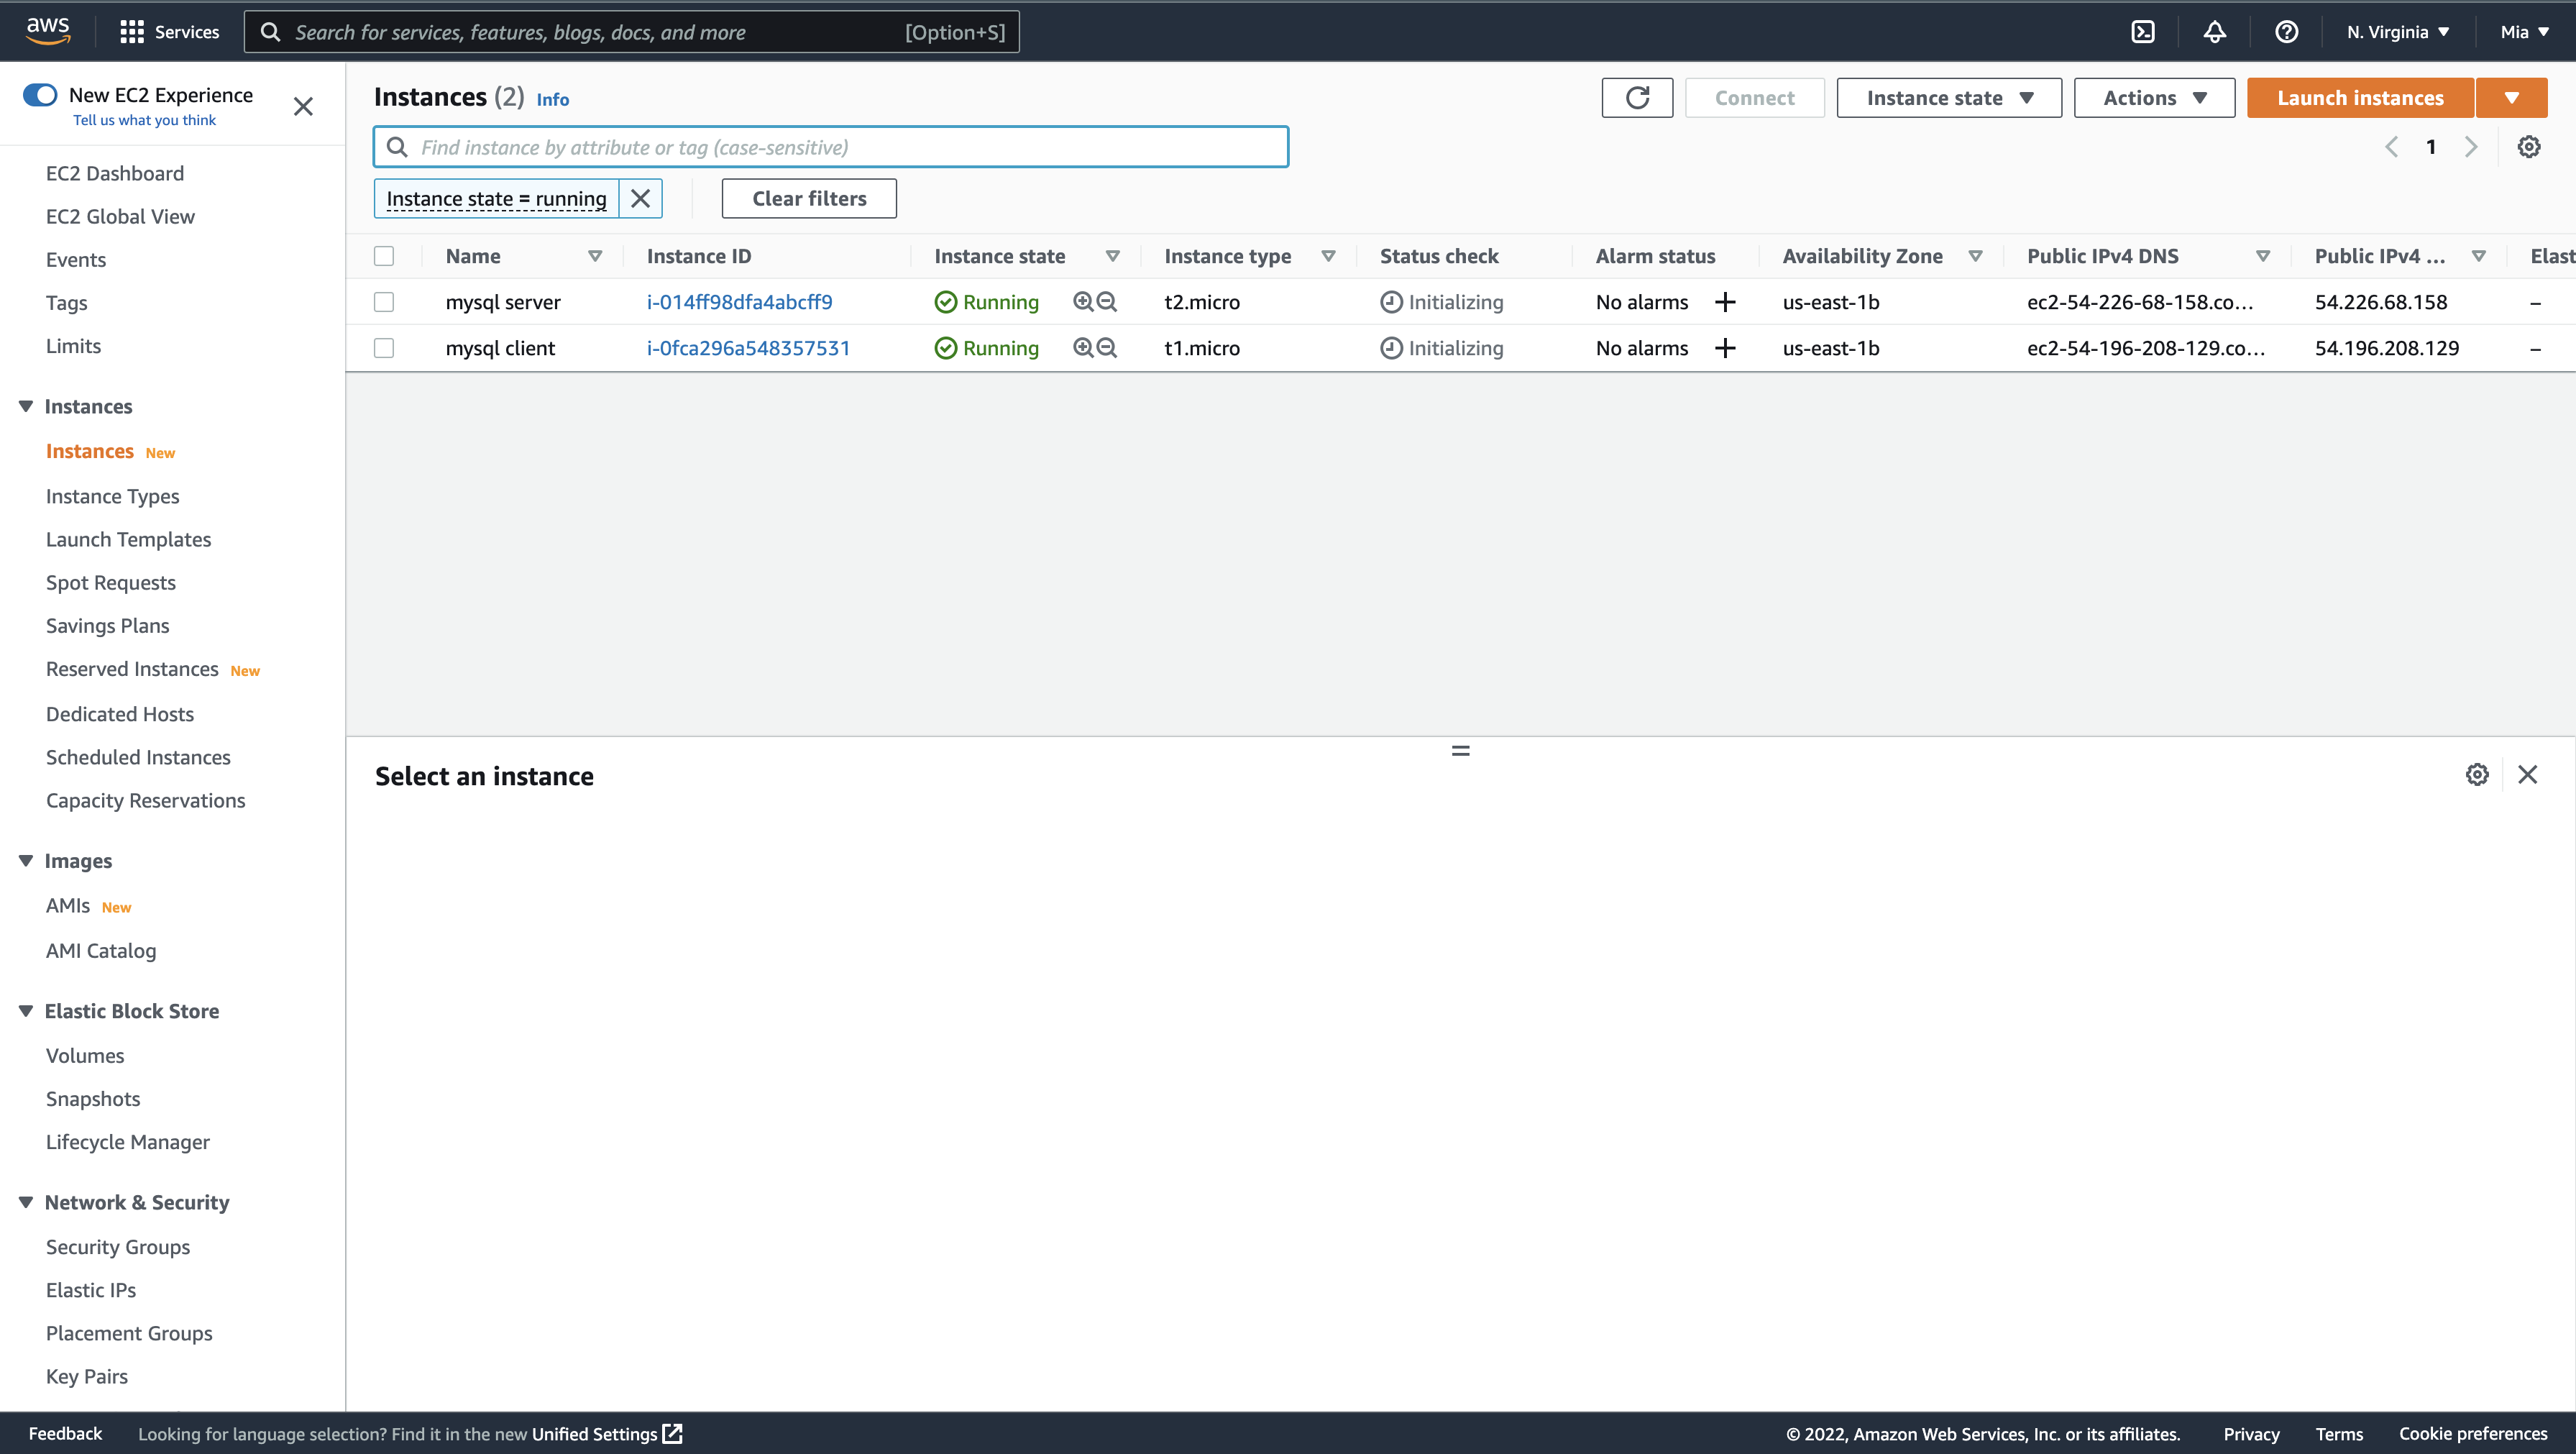 aws
Services
Search for services, features, blogs, docs, and more
[Option+S]
N. Virginia
Mia
New EC2 Experience
Tell us what you think
EC2 Dashboard
EC2 Global View
Events
Tags
Limits
Instances
Instances New
Instance Types
Launch Templates
Spot Requests
Savings Plans
Reserved Instances New
Dedicated Hosts
Scheduled Instances
Capacity Reservations
Images
AMIs New
AMI Catalog
Elastic Block Store
Volumes
Snapshots
Lifecycle Manager
Network & Security
Security Groups
Elastic IPs
Placement Groups
Key Pairs
Instances (2) Info
Connect
Instance state
Actions
Launch instances
Find instance by attribute or tag (case-sensitive)
1
Instance state = running
Clear filters
Name Instance ID Instance state Instance type Status check Alarm status Availability Zone Public IPv4 DNS Public IPv4 ... Elast
mysql server i-014ff98dfa4abcff9 Running t2.micro Initializing No alarms + us-east-1b ec2-54-226-68-158.co... 54.226.68.158 –
mysql client i-0fca296a548357531 Running t1.micro Initializing No alarms + us-east-1b ec2-54-196-208-129.co... 54.196.208.129 –
Select an instance
Feedback
Looking for language selection? Find it in the new Unified Settings
© 2022, Amazon Web Services, Inc. or its affiliates.
Privacy
Terms
Cookie preferences